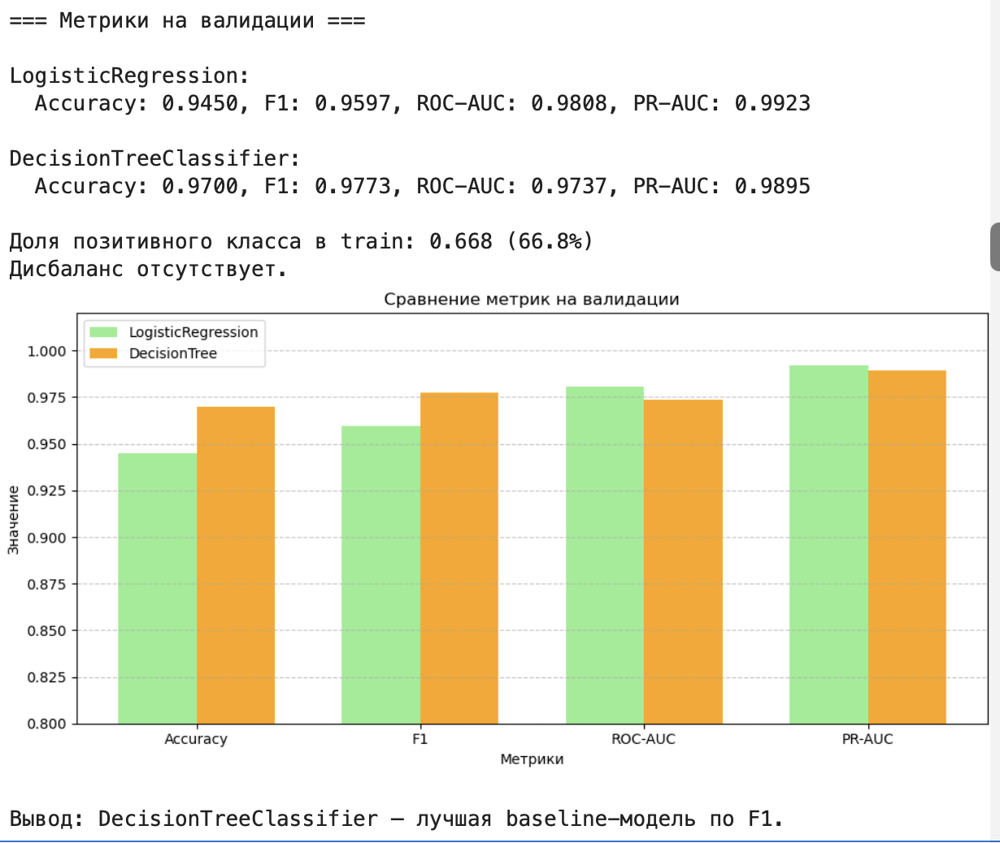 === Метрики на валидации ===
LogisticRegression:
Accuracy: 0.9450, F1: 0.9597, ROC-AUC: 0.9808, PR-AUC: 0.9923
DecisionTreeClassifier:
Accuracy: 0.9700, F1: 0.9773, ROC-AUC: 0.9737, PR-AUC: 0.9895
Доля позитивного класса в train: 0.668 (66.8%)
Дисбаланс отсутствует.
Сравнение метрик на валидации
LogisticRegression
DecisionTree
1.000
0.975
0.950
0.925
0.900
0.875
0.850
0.825
0.800
Значение
Accuracy
F1
ROC-AUC
PR-AUC
Метрики
Вывод: DecisionTreeClassifier — лучшая baseline-модель по F1.